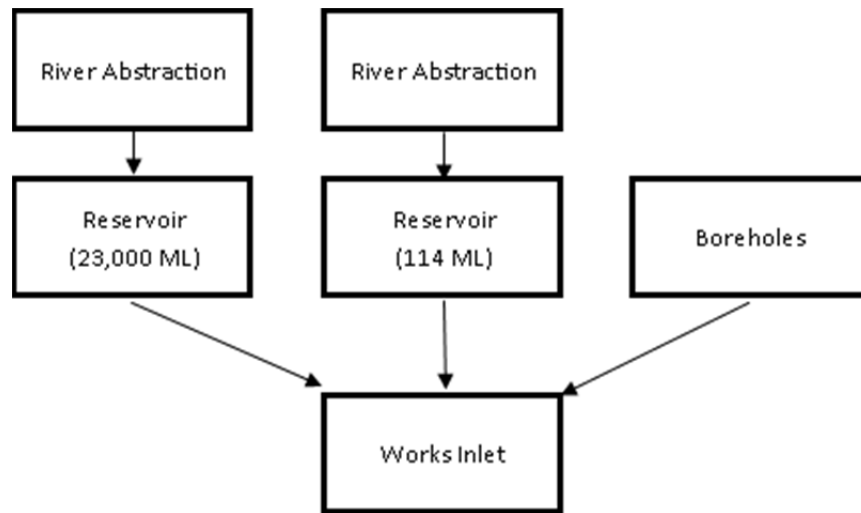 River Abstraction
River Abstraction
Reservoir
(23,000 ML)
Reservoir
(114 ML)
Boreholes
Works Inlet